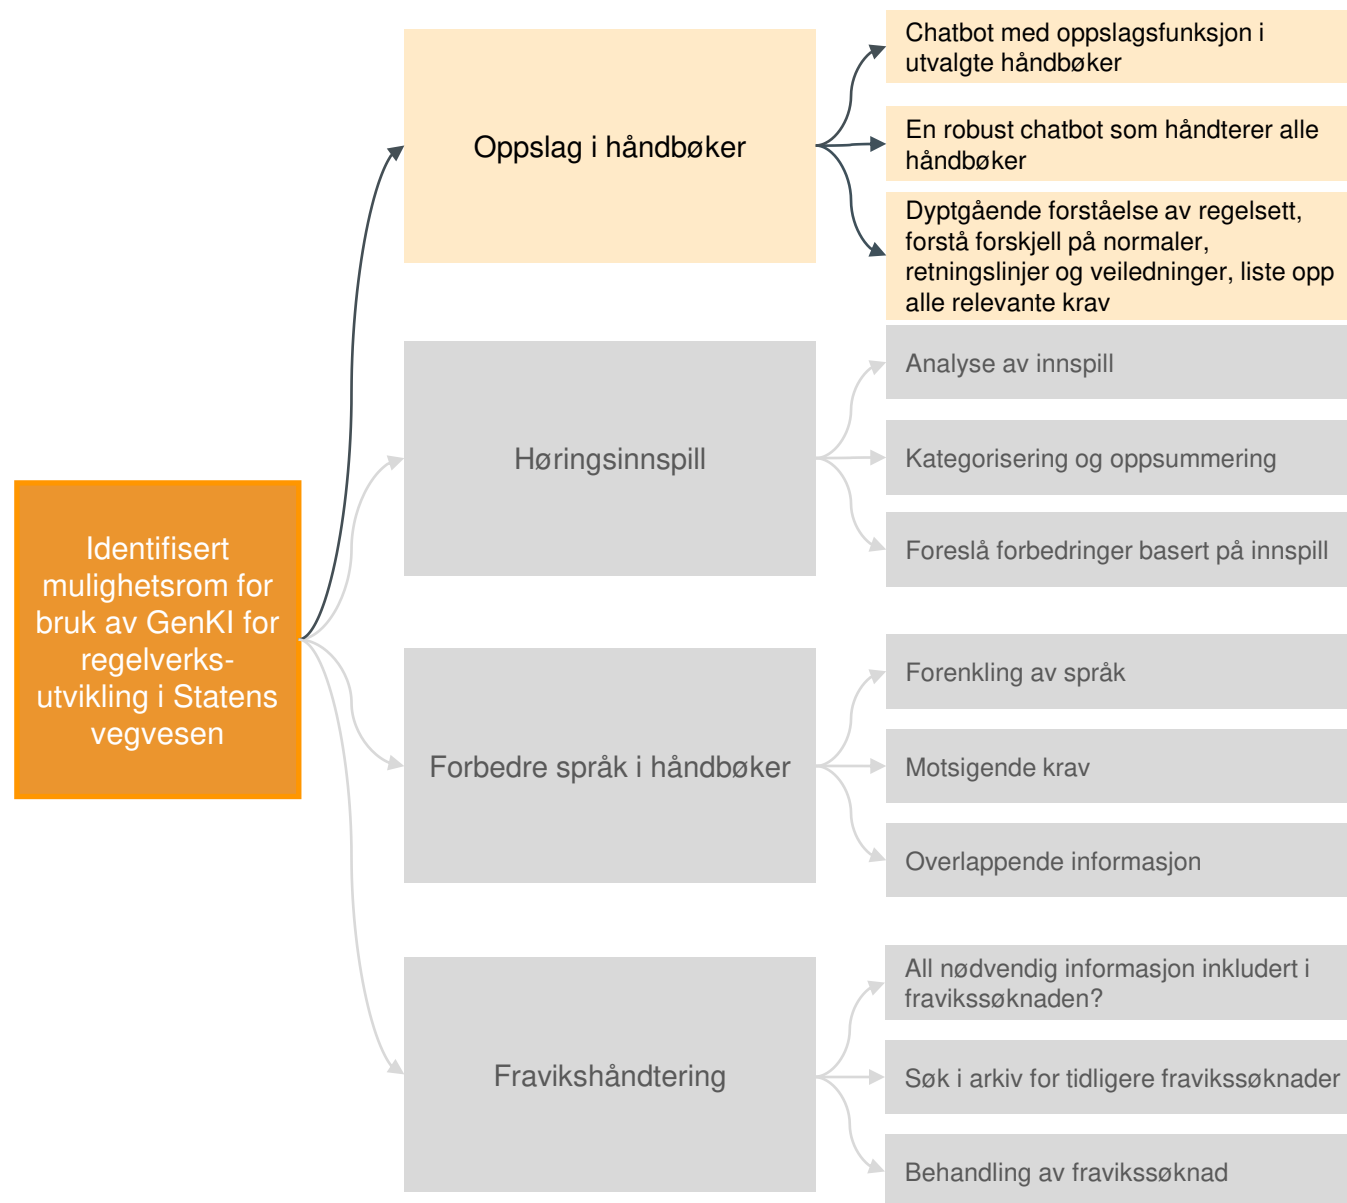 Identifisert
mulighetsrom for
bruk av GenKI for
regelverks-
utvikling i Statens
vegvesen
Oppslag i håndbøker
Chatbot med oppslagsfunksjon i
utvalgte håndbøker
En robust chatbot som håndterer alle
håndbøker
Dyptgående forståelse av regelsett,
forstå forskjell på normaler,
retningslinjer og veiledninger, liste opp
alle relevante krav
Høringsinnspill
Analyse av innspill
Kategorisering og oppsummering
Foreslå forbedringer basert på innspill
Forbedre språk i håndbøker
Forenkling av språk
Motsigende krav
Overlappende informasjon
Fravikshåndtering
All nødvendig informasjon inkludert i
fravikssøknaden?
Søk i arkiv for tidligere fravikssøknader
Behandling av fravikssøknad